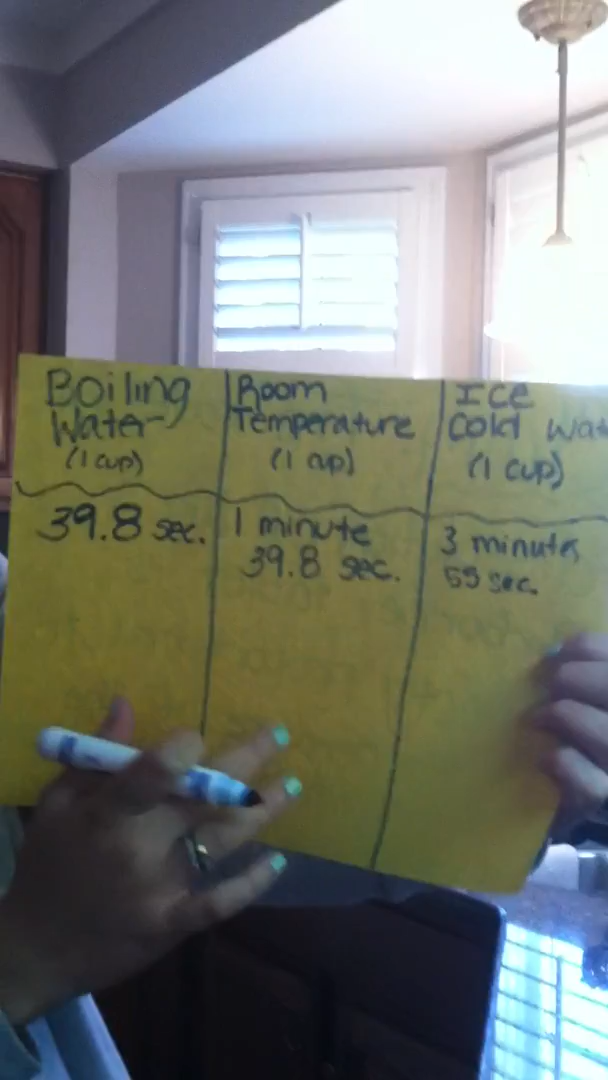 Boiling
Water
(1 cup)
39.8 sec.
Room
Temperature
(1 cup)
1 minute
39.8 sec.
Ice
Cold
(1 cup)
3 minutes
sec.